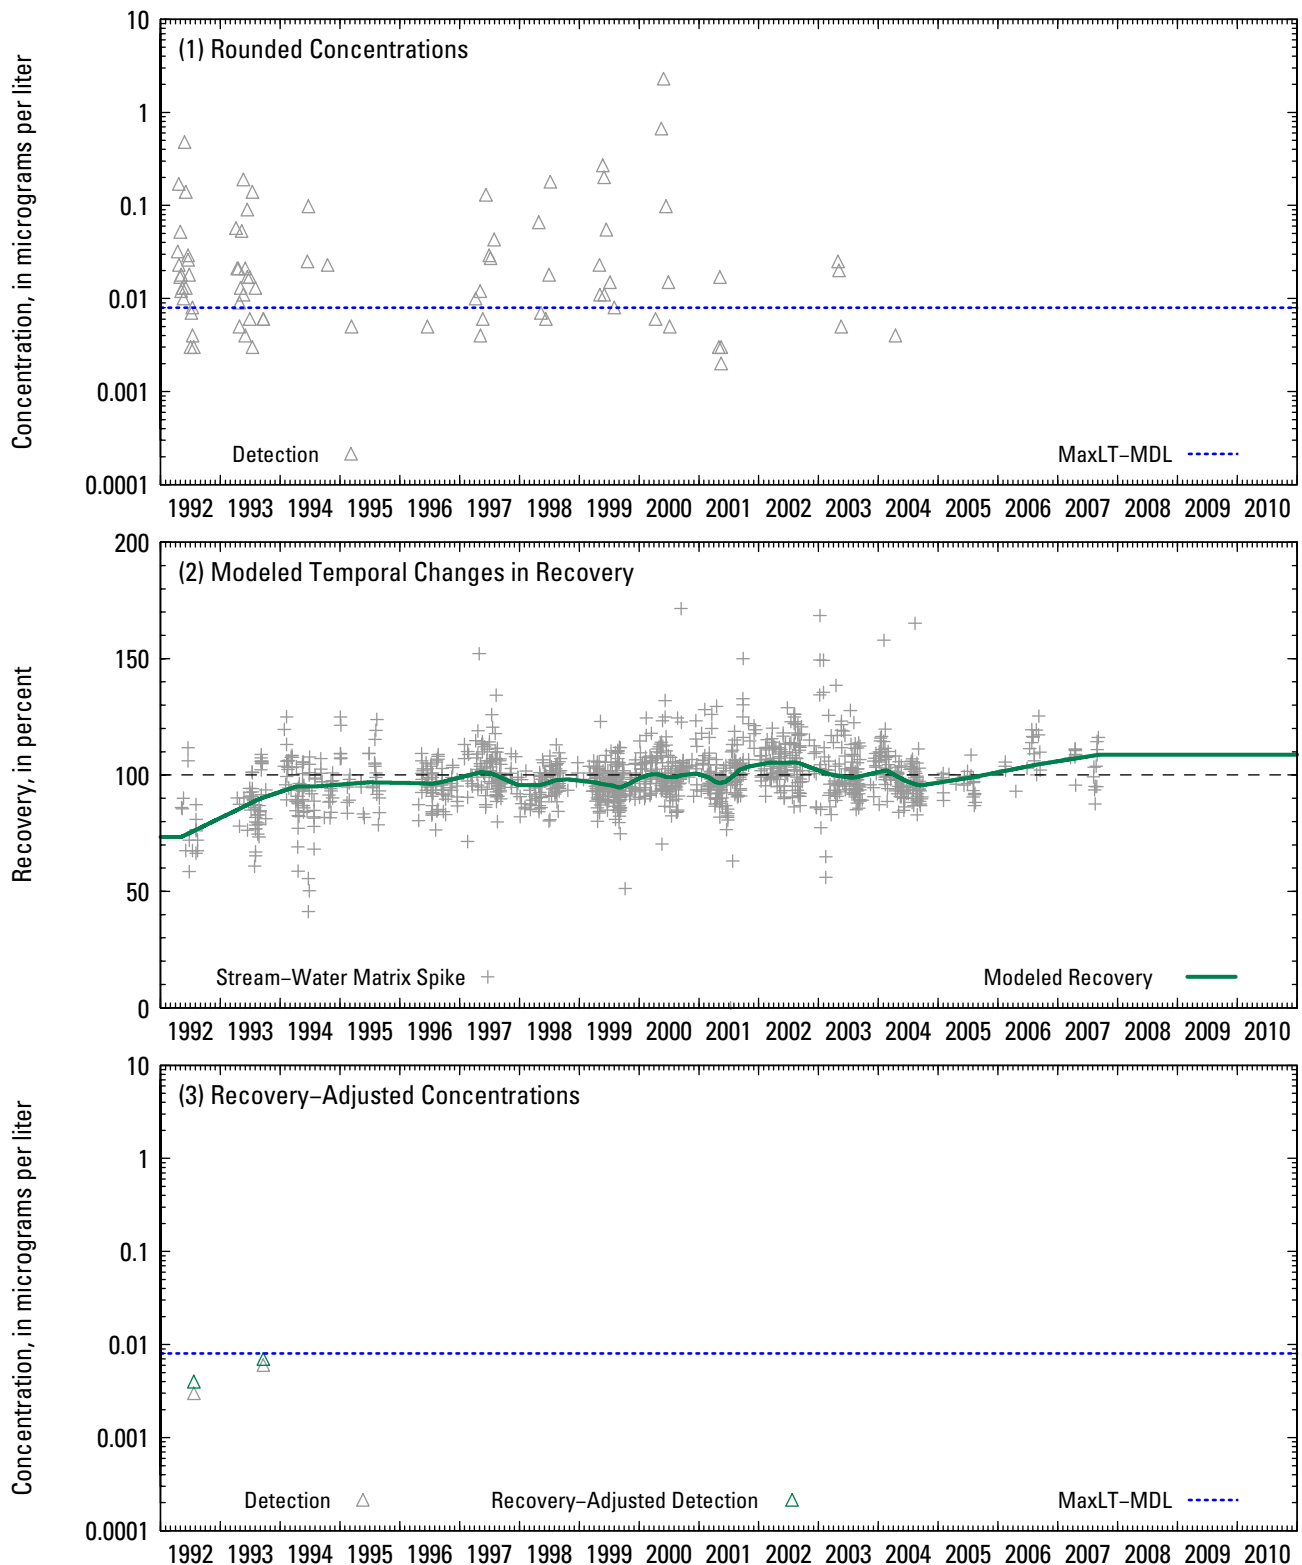 (1) Rounded Concentrations
Concentration, in micrograms per liter
10
1
0.1
0.01
0.001
0.0001
Detection
MaxLT–MDL
1992 1993 1994 1995 1996 1997 1998 1999 2000 2001 2002 2003 2004 2005 2006 2007 2008 2009 2010
(2) Modeled Temporal Changes in Recovery
Recovery, in percent
200
150
100
50
0
Stream–Water Matrix Spike
Modeled Recovery
1992 1993 1994 1995 1996 1997 1998 1999 2000 2001 2002 2003 2004 2005 2006 2007 2008 2009 2010
(3) Recovery–Adjusted Concentrations
Concentration, in micrograms per liter
10
1
0.1
0.01
0.001
0.0001
Detection
Recovery–Adjusted Detection
MaxLT–MDL
1992 1993 1994 1995 1996 1997 1998 1999 2000 2001 2002 2003 2004 2005 2006 2007 2008 2009 2010